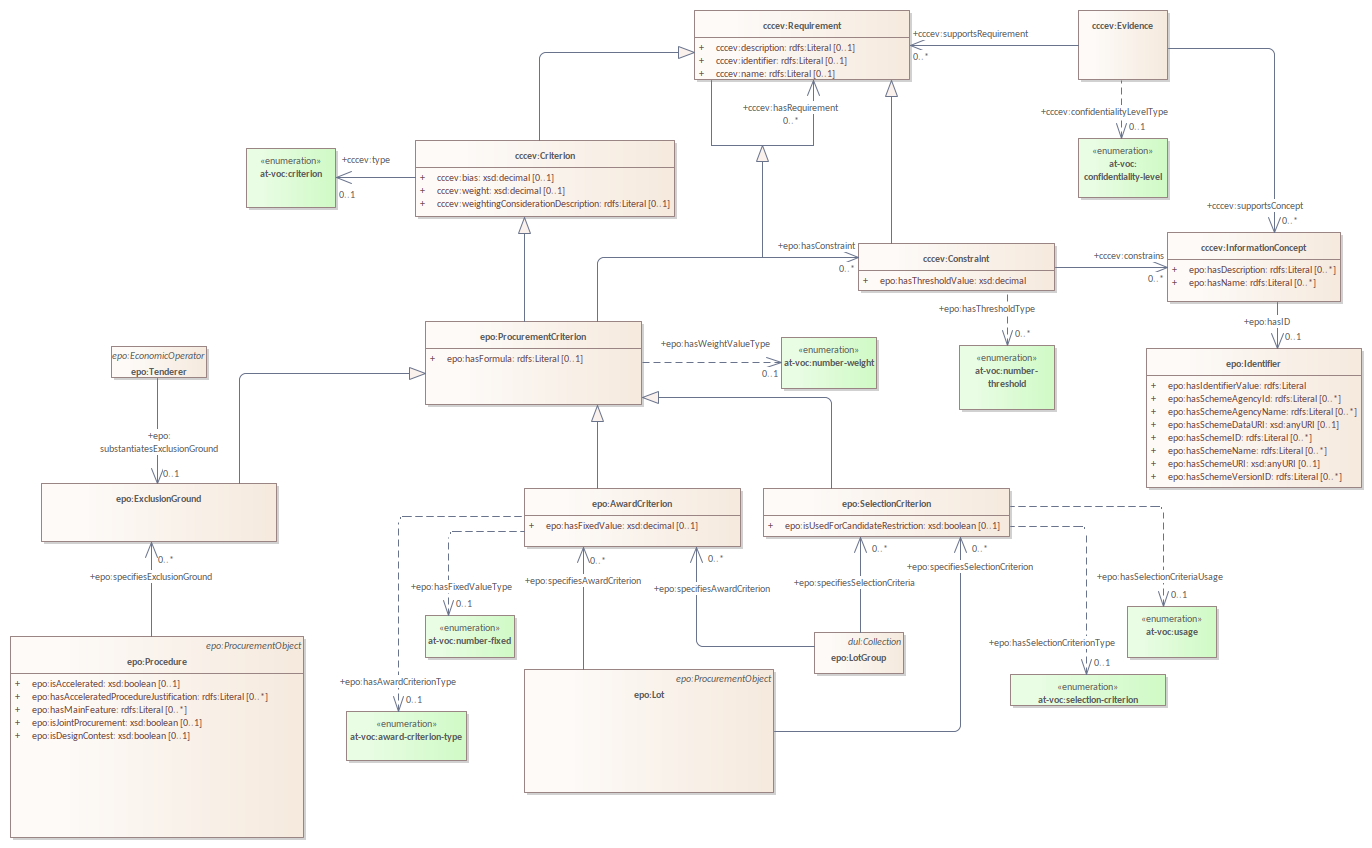 cccev:Requirement
+ cccev:description: rdfs:Literal [0..1]
+ cccev:identifier: rdfs:Literal [0..1]
+ cccev:name: rdfs:Literal [0..1]
+cccev:supportsRequirement
0..*
cccev:Evidence
+cccev:hasRequirement
0..*
+cccev:confidentialityLevelType
0..1
«enumeration»
at-voc:
confidentiality-level
«enumeration»
at-voc:criterion
+cccev:type
0..1
cccev:Criterion
+ cccev:bias: xsd:decimal [0..1]
+ cccev:weight: xsd:decimal [0..1]
+ cccev:weightingConsiderationDescription: rdfs:Literal [0..1]
+cccev:supportsConcept
0..*
+epo:hasConstraint
0..*
cccev:Constraint
+ epo:hasThresholdValue: xsd:decimal
+cccev:constrains
0..*
cccev:InformationConcept
+ epo:hasDescription: rdfs:Literal [0..*]
+ epo:hasName: rdfs:Literal [0..*]
+epo:hasThresholdType
0..*
+epo:hasID
0..1
epo:ProcurementCriterion
+ epo:hasFormula: rdfs:Literal [0..1]
+epo:hasWeightValueType
0..1
«enumeration»
at-voc:number-weight
«enumeration»
at-voc:number-
threshold
epo:Identifier
+ epo:hasIdentifierValue: rdfs:Literal
+ epo:hasSchemeAgencyId: rdfs:Literal [0..*]
+ epo:hasSchemeAgencyName: rdfs:Literal [0..*]
+ epo:hasSchemeDataURI: xsd:anyURI [0..1]
+ epo:hasSchemeID: rdfs:Literal [0..*]
+ epo:hasSchemeName: rdfs:Literal [0..*]
+ epo:hasSchemeURI: xsd:anyURI [0..1]
+ epo:hasSchemeVersionID: rdfs:Literal [0..*]
epo:EconomicOperator
epo:Tenderer
+epo:
substantiatesExclusionGround
0..1
epo:ExclusionGround
epo:AwardCriterion
+ epo:hasFixedValue: xsd:decimal [0..1]
epo:SelectionCriterion
+ epo:isUsedForCandidateRestriction: xsd:boolean [0..1]
0..*
+epo:specifiesExclusionGround
+epo:hasFixedValueType
0..1
0..*
+epo:specifiesAwardCriterion
0..*
+epo:specifiesAwardCriterion
0..*
+epo:specifiesSelectionCriteria
0..*
+epo:specifiesSelectionCriterion
+epo:hasSelectionCriteriaUsage
0..1
«enumeration»
at-voc:number-fixed
«enumeration»
at-voc:usage
dul:Collection
epo:LotGroup
+epo:hasSelectionCriterionType
0..1
«enumeration»
at-voc:selection-criterion
epo:ProcurementObject
epo:Procedure
+ epo:isAccelerated: xsd:boolean [0..1]
+ epo:hasAcceleratedProcedureJustification: rdfs:Literal [0..*]
+ epo:hasMainFeature: rdfs:Literal [0..*]
+ epo:isJointProcurement: xsd:boolean [0..1]
+ epo:isDesignContest: xsd:boolean [0..1]
+epo:hasAwardCriterionType
0..1
«enumeration»
at-voc:award-criterion-type
epo:ProcurementObject
epo:Lot